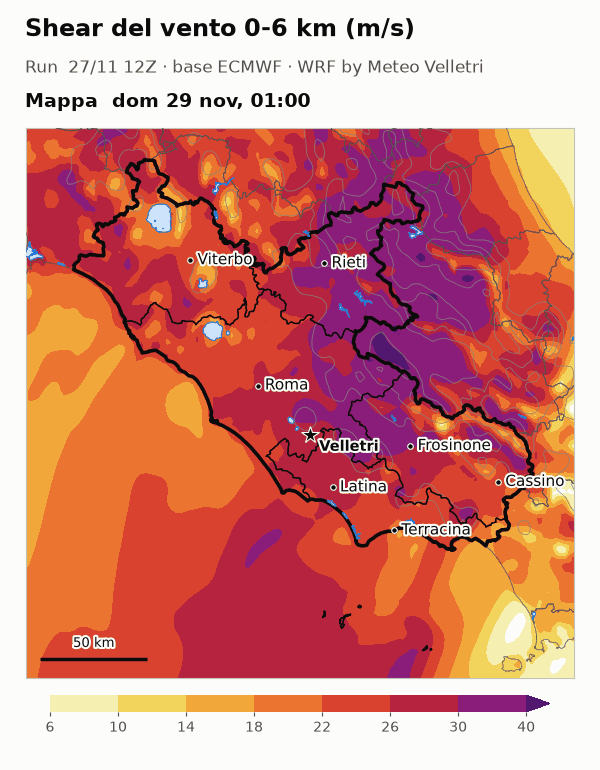 Shear del vento 0-6 km (m/s)
Run 27/11 12Z · base ECMWF · WRF by Meteo Velletri
Mappa dom 29 nov, 01:00
Viterbo
Rieti
Roma
Velletri
Frosinone
Cassino
Latina
Terracina
50 km
6 10 14 18 22 26 30 40